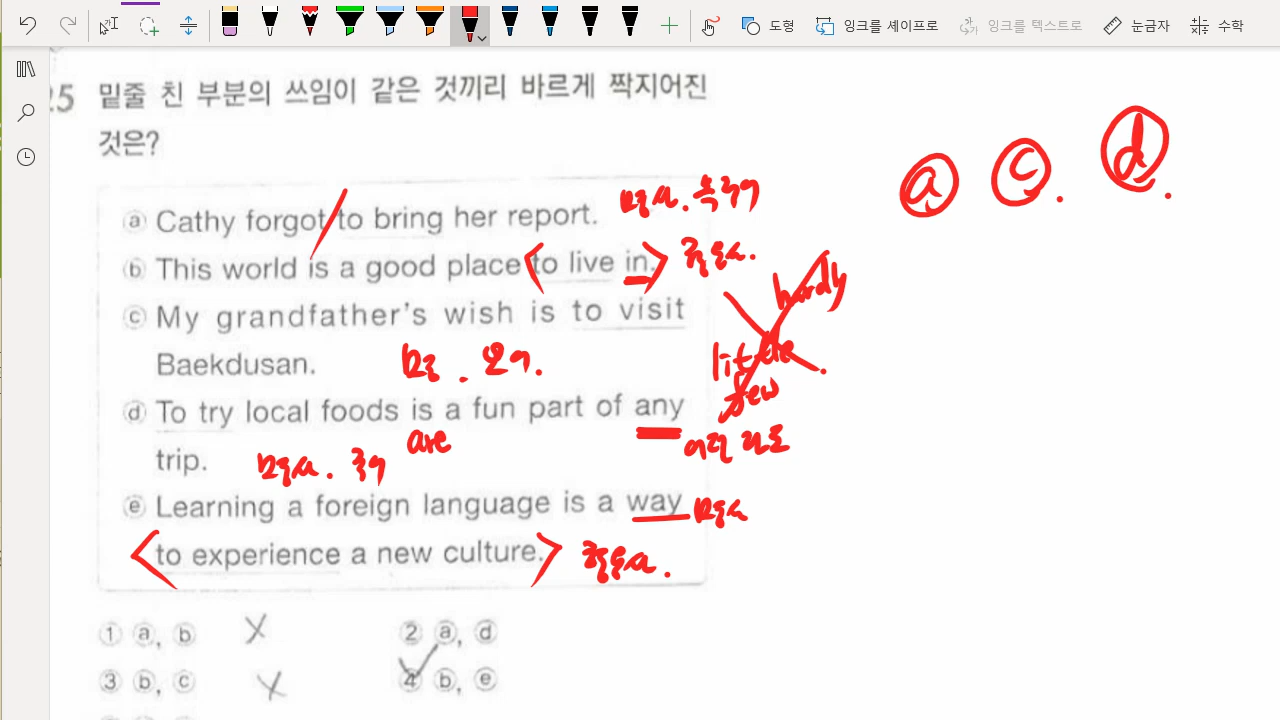 도형 잉크를 셰이프로 잉크를 텍스트로 눈금자 수학
25 밑줄 친 부분의 쓰임이 같은 것끼리 바르게 짝지어진
것은?
ⓐ ⓒ. ⓓ.
ⓐ Cathy forgot to bring her report. 명사.목적어
ⓑ This world is a good place to live in. 형용사.
hardly
ⓒ My grandfather's wish is to visit
Baekdusan. 보어.
little
few
ⓓ To try local foods is a fun part of any
are 어떤 라도
trip. 명사. 주어
ⓔ Learning a foreign language is a way 명사
to experience a new culture. 형용사.
① ⓐ, ⓑ X ② ⓐ, ⓓ
③ ⓑ, ⓒ X ④ ⓑ, ⓔ